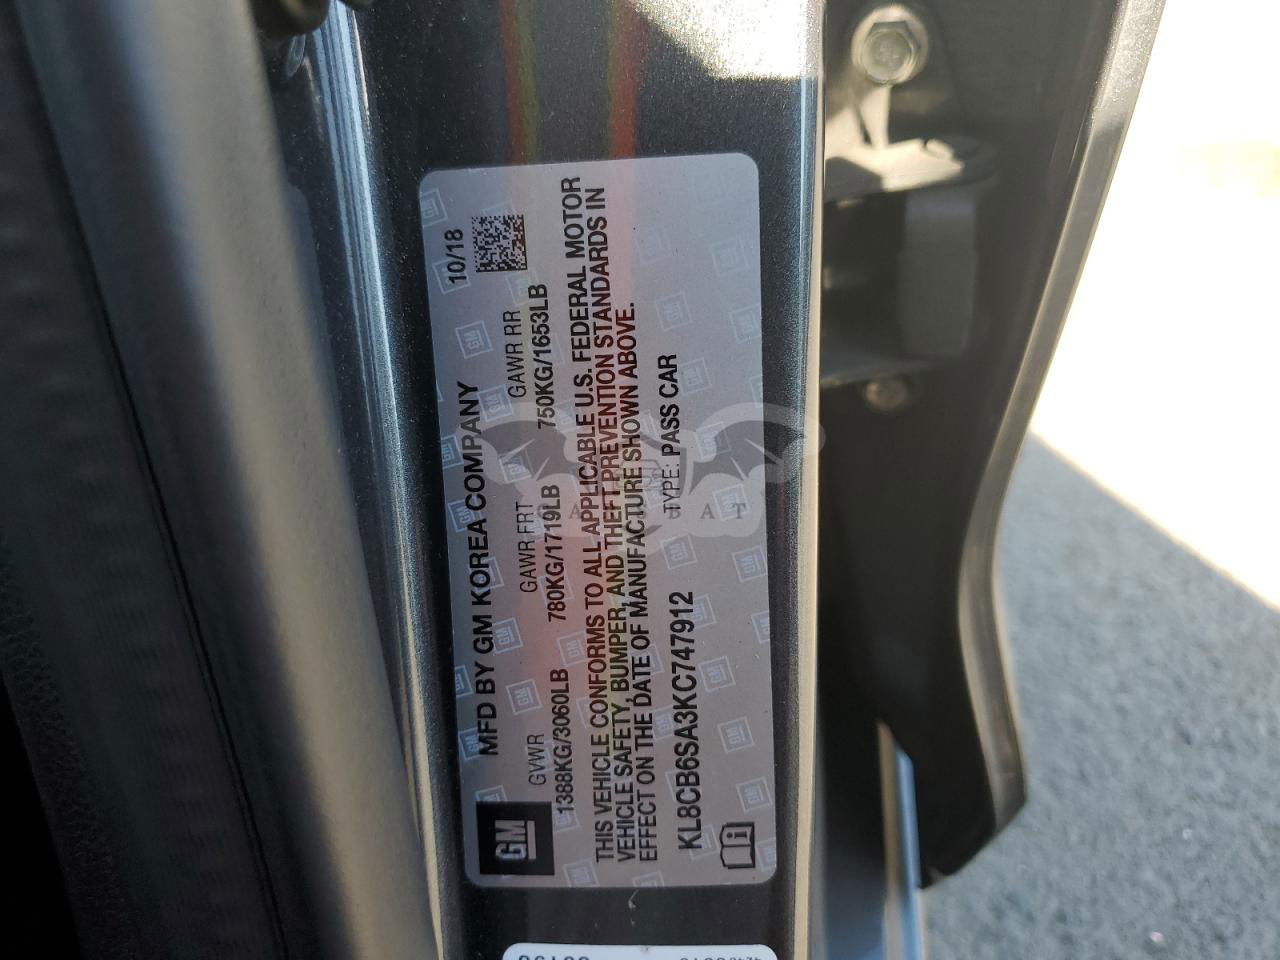 MFD BY GM KOREA COMPANY 10/18
GM
GVWR GAWR FRT GAWR RR
1388KG/3060LB 780KG/1719LB 750KG/1653LB
THIS VEHICLE CONFORMS TO ALL APPLICABLE U.S. FEDERAL MOTOR
VEHICLE SAFETY, BUMPER, AND THEFT PREVENTION STANDARDS IN
EFFECT ON THE DATE OF MANUFACTURE SHOWN ABOVE.
KL8CB6SA3KC747912 TYPE: PASS CAR